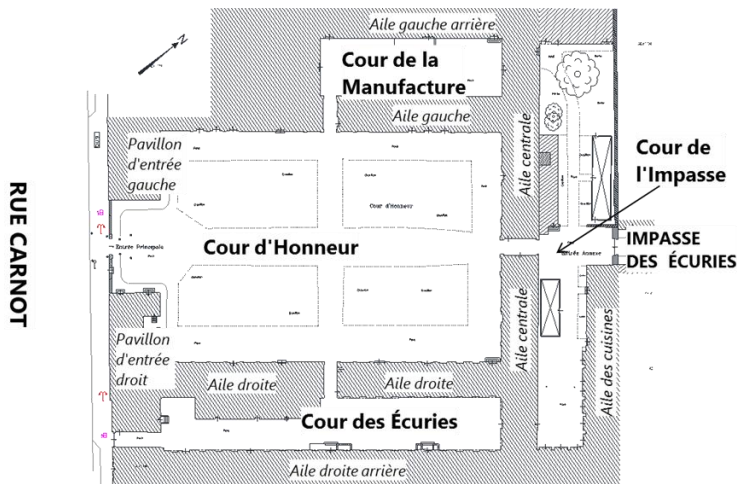 Aile gauche arrière
N
Cour de la
Manufacture
Aile gauche
Aile centrale
Pavillon
d'entrée
gauche
Cour de
l'Impasse
Cour d'Honneur
RUE CARNOT
Entrée Principale
Cour d'Honneur
IMPASSE
DES ÉCURIES
Entrée Annexe
Pavillon
d'entrée
droit
Aile droite
Aile droite
Aile centrale
Aile des cuisines
Cour des Écuries
Aile droite arrière